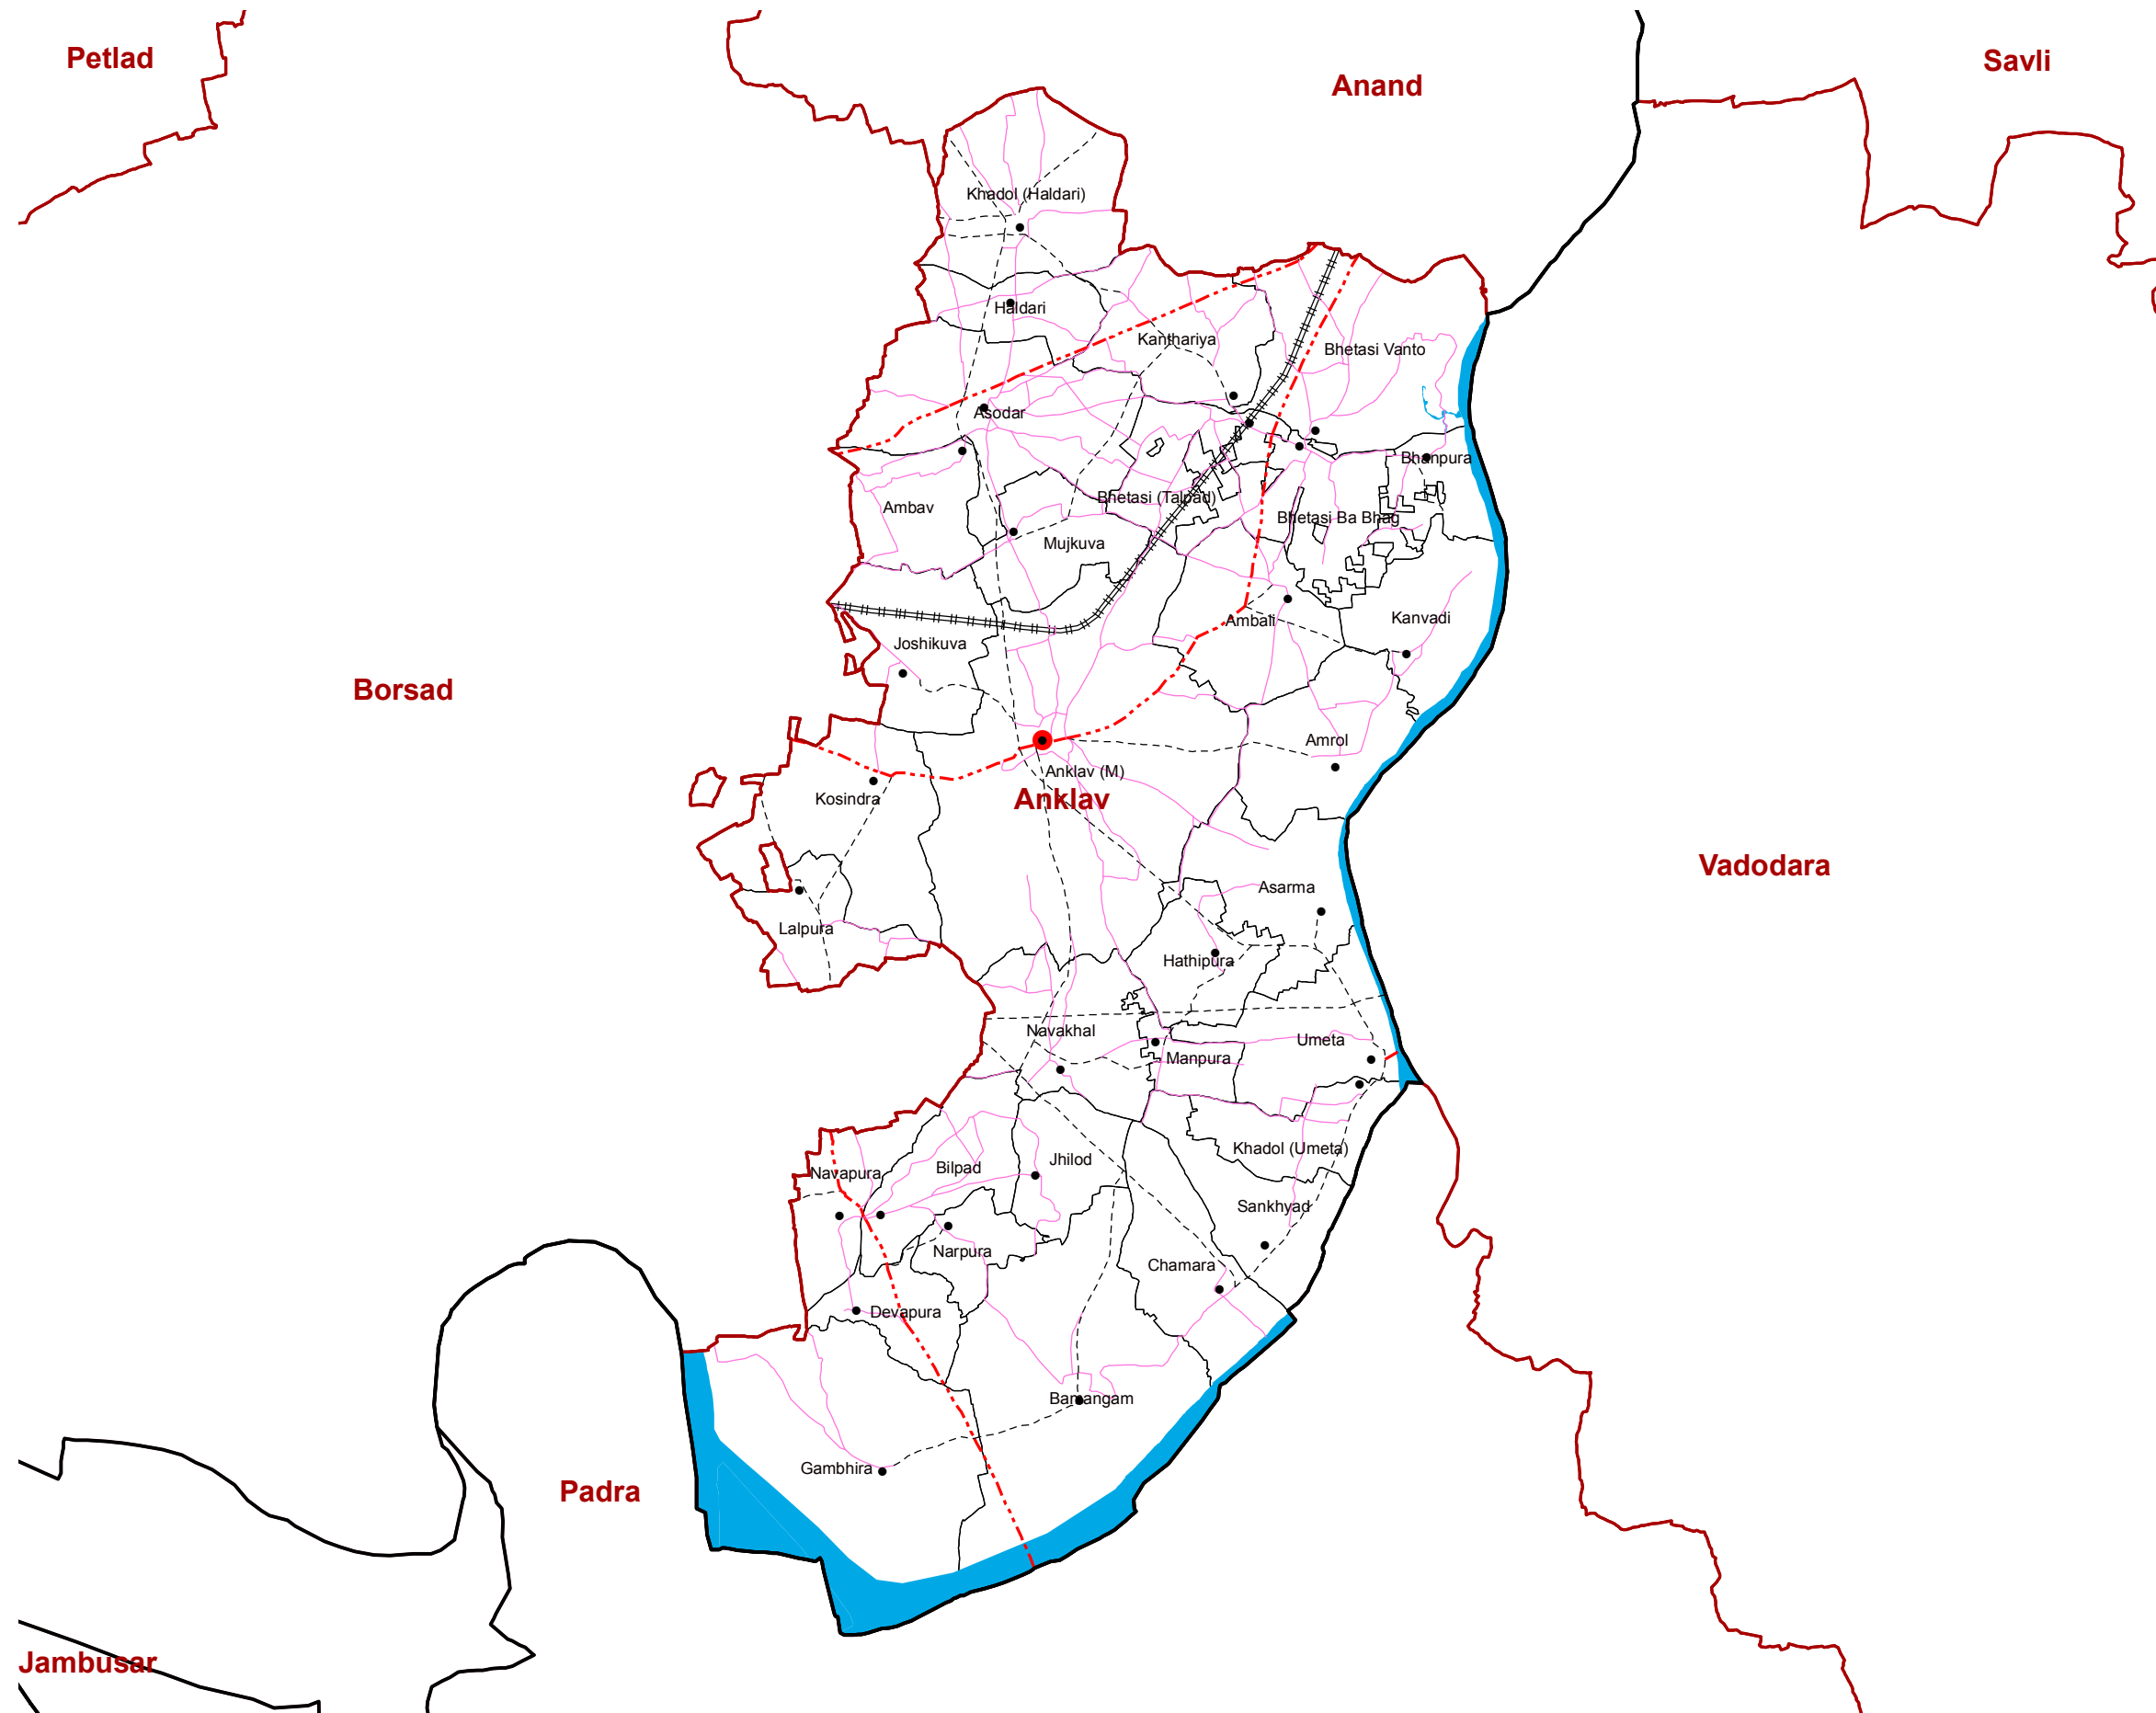 Petlad
Savli
Anand
Khadol (Haldari)
Haldari
Kanthariya
Bhetasi Vanto
Asodar
Bhanpura
Bhetasi (Talpad)
Ambav
Bhetasi Ba Bhag
Mujkuva
Kanvadi
Ambali
Joshikuva
Borsad
Amrol
Anklav (M)
Kosindra
Anklav
Vadodara
Asarma
Lalpura
Hathipura
Navakhal
Umeta
Manpura
Khadol (Umeta)
Jhilod
Bilpad
Navapura
Sankhyad
Narpura
Chamara
Devapura
Bamangam
Gambhira
Padra
Jambusar